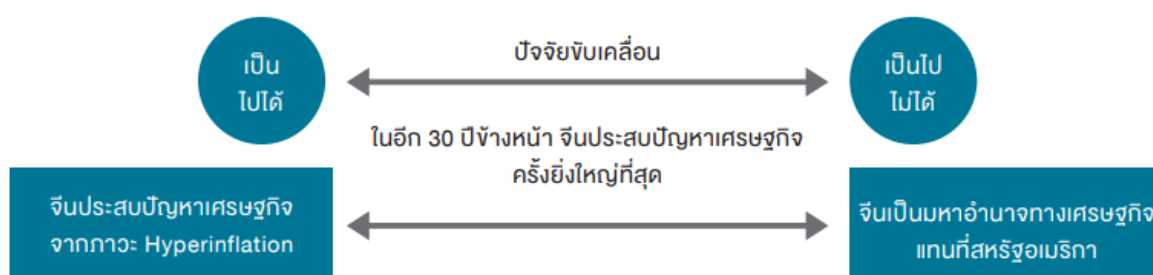 เป็น
ไปได้
ปัจจัยขับเคลื่อน
เป็นไป
ไม่ได้
ในอีก 30 ปีข้างหน้า จีนประสบปัญหาเศรษฐกิจ
ครั้งยิ่งใหญ่ที่สุด
จีนประสบปัญหาเศรษฐกิจ
จากภาวะ Hyperinflation
จีนเป็นมหาอำนาจทางเศรษฐกิจ
แทนที่สหรัฐอเมริกา